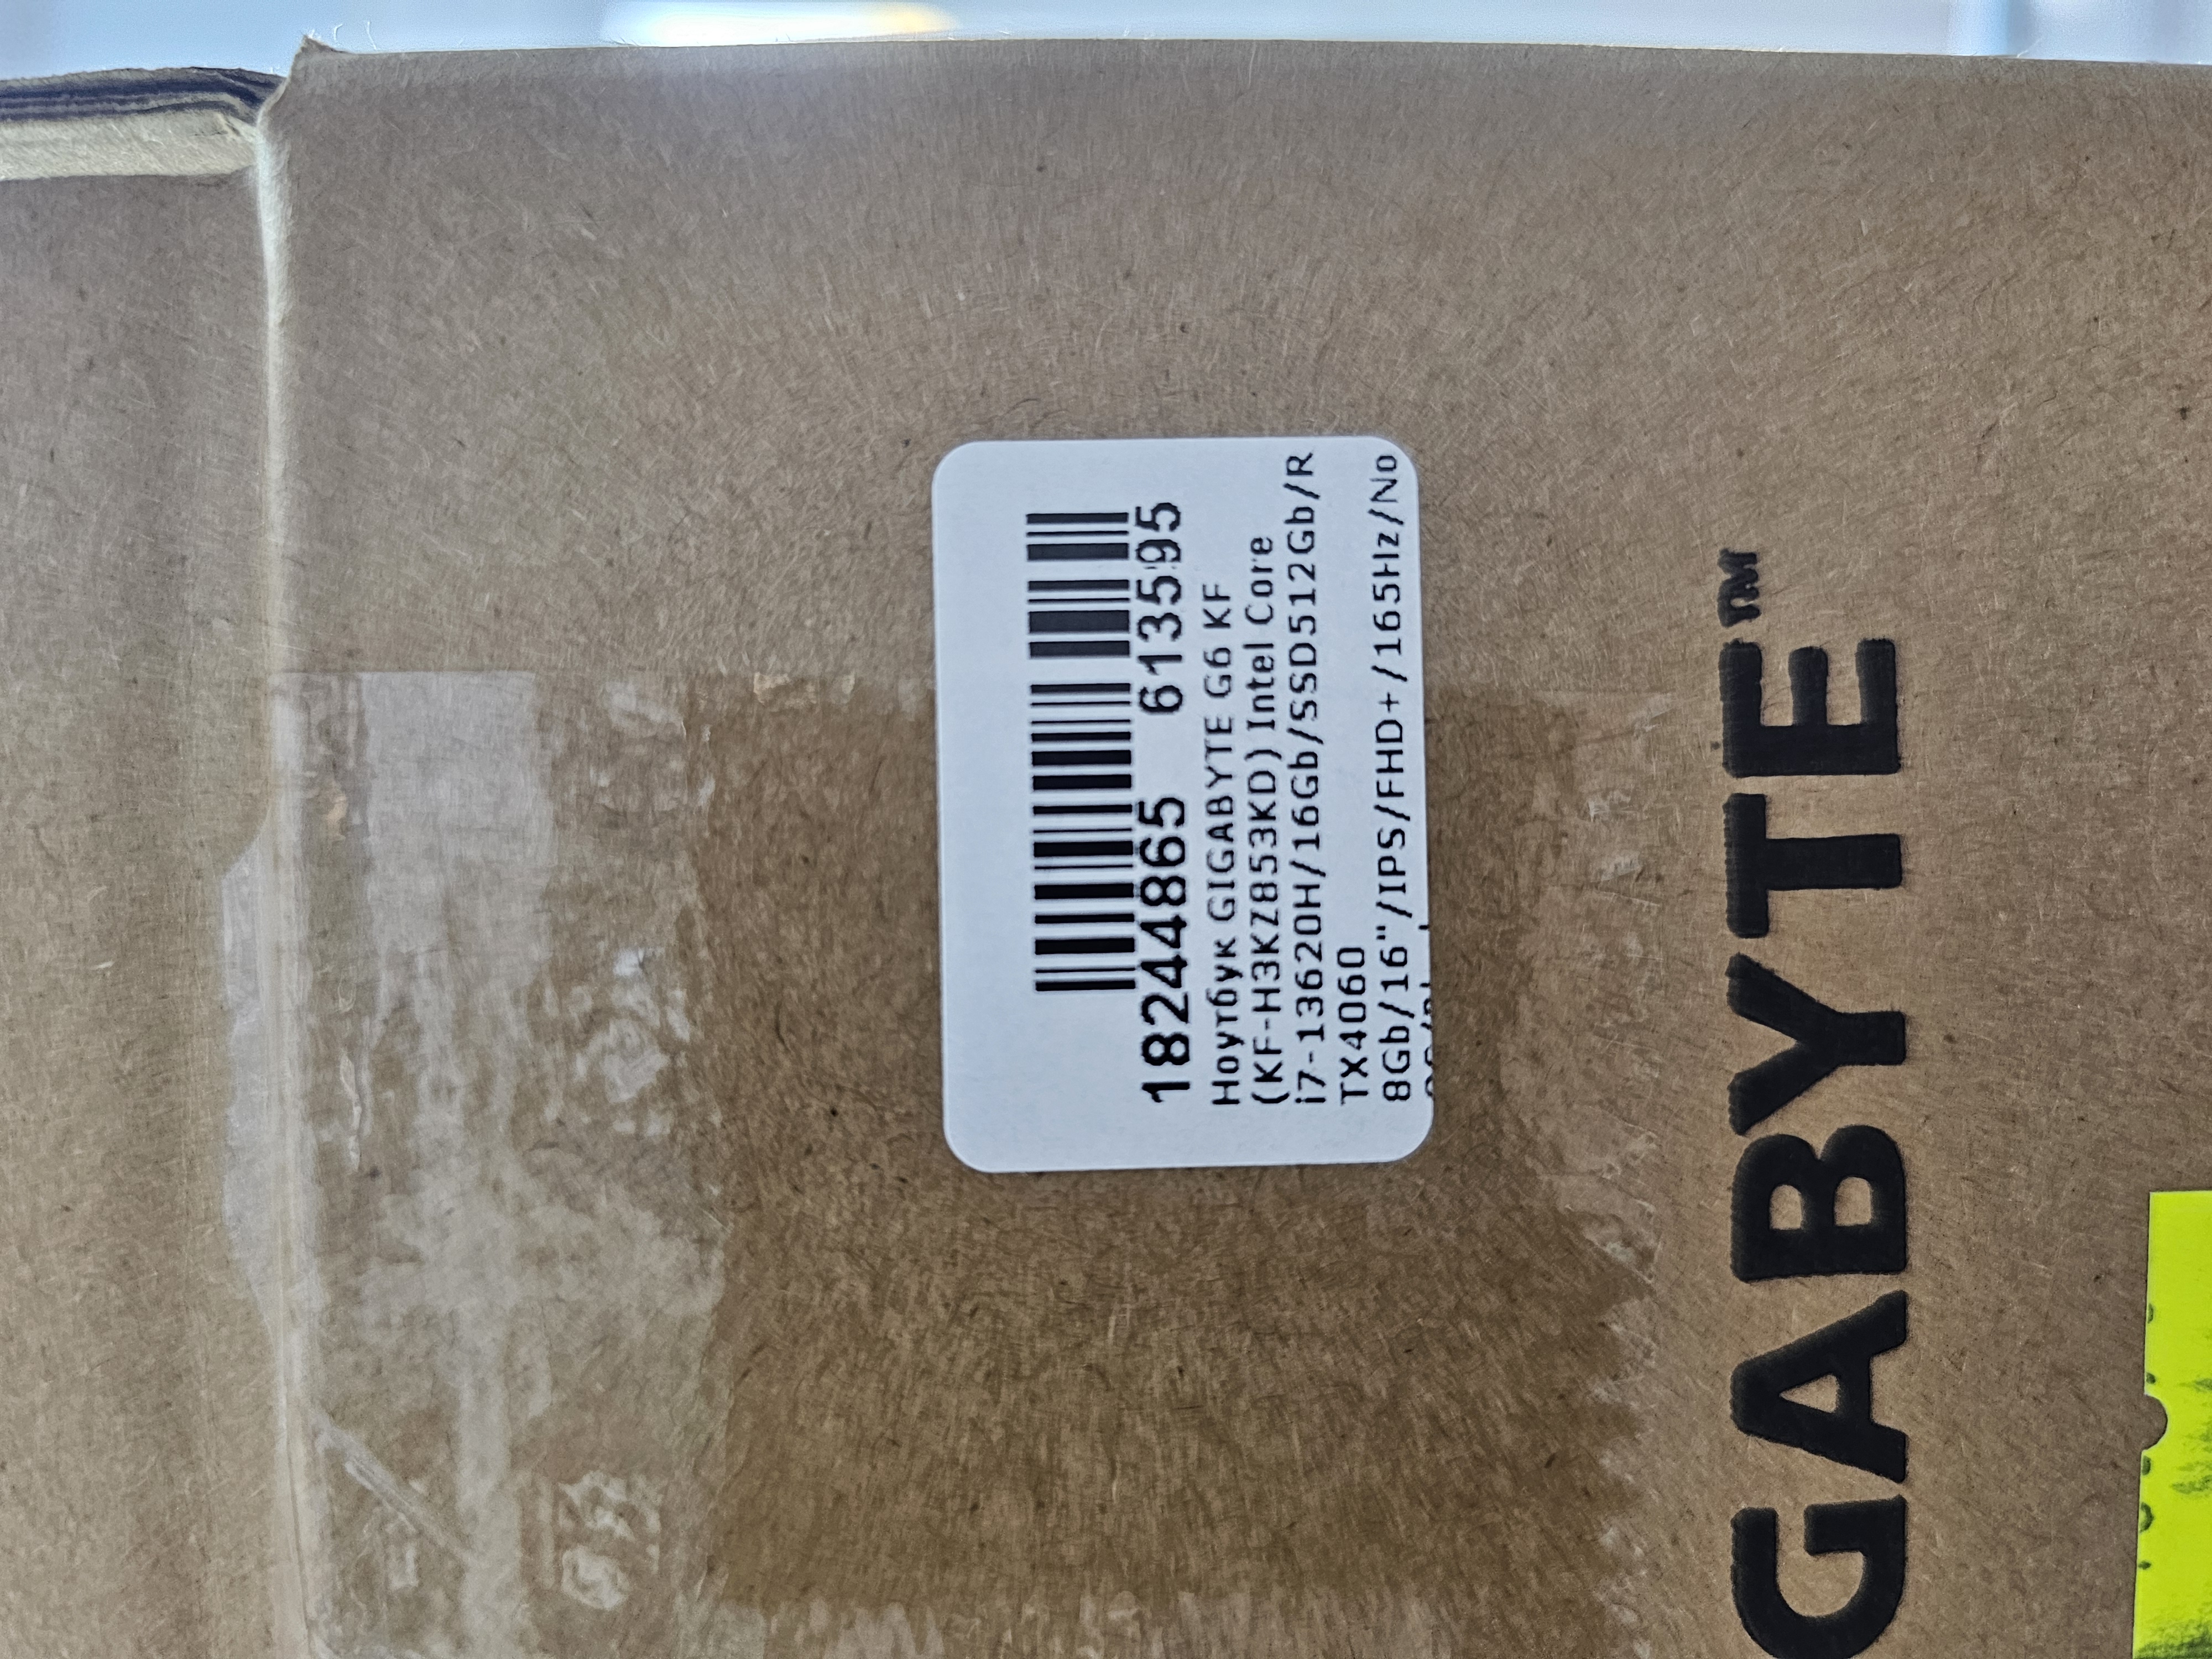 18244865 613595
Ноутбук GIGABYTE G6 KF
(KF-H3KZ853KD) Intel Core
i7-13620H/16Gb/SSD512Gb/R
TX4060
8Gb/16"/IPS/FHD+/165Hz/No
GABYTE™